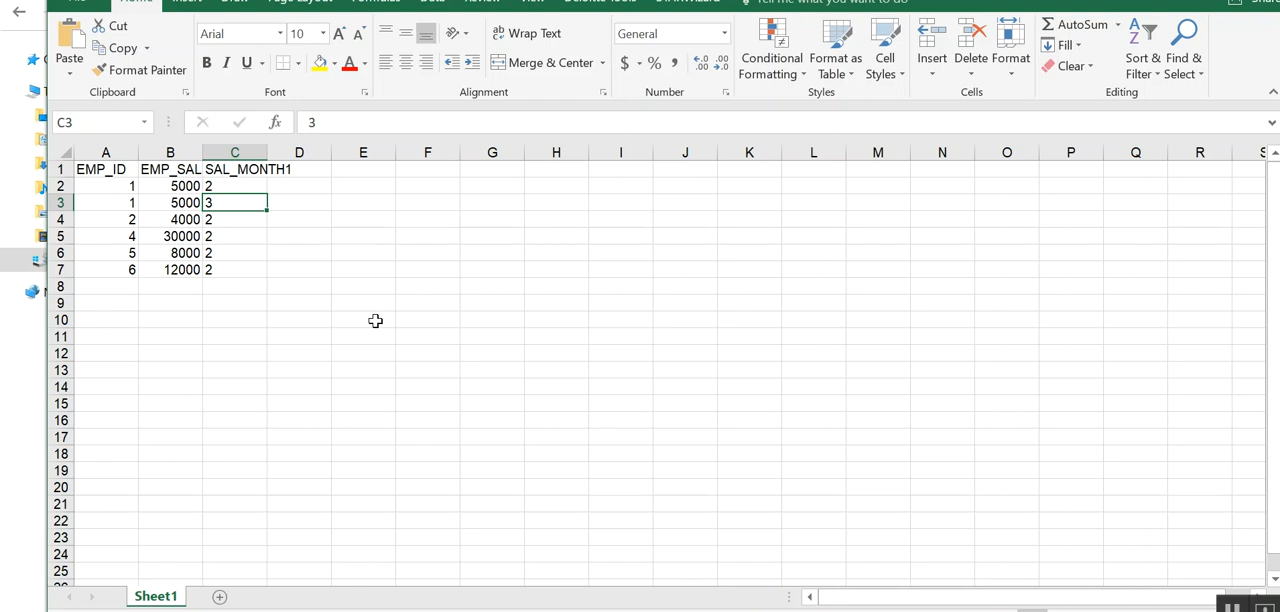 Home Insert Draw Page Layout Formulas Data Review View Deloitte Tools Tell me what you want to do
Cut
Copy
Format Painter
Paste
Clipboard
Arial 10
B I U
Font
Wrap Text
Merge & Center
Alignment
General
$ % ,
Number
Conditional Formatting
Format as Table
Cell Styles
Styles
Insert Delete Format
Cells
AutoSum
Fill
Clear
Sort & Filter
Find & Select
Editing
C3 fx 3
A B C D E F G H I J K L M N O P Q R S
1 EMP_ID EMP_SAL SAL_MONTH1
2 1 5000 2
3 1 5000 3
4 2 4000 2
5 4 30000 2
6 5 8000 2
7 6 12000 2
8
9
10
11
12
13
14
15
16
17
18
19
20
21
22
23
24
25
26
Sheet1